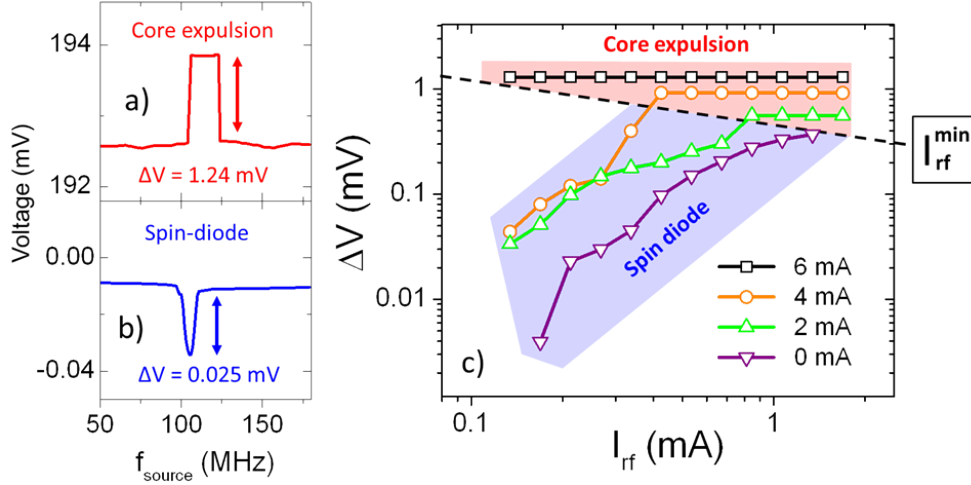 Voltage (mV)
194
192
Core expulsion
a)
ΔV = 1.24 mV
0.00
-0.04
Spin-diode
b)
ΔV = 0.025 mV
50
100
150
f_source (MHz)
ΔV (mV)
1
0.1
0.01
Core expulsion
Spin diode
c)
6 mA
4 mA
2 mA
0 mA
0.1
1
I_rf (mA)
I_rf^min